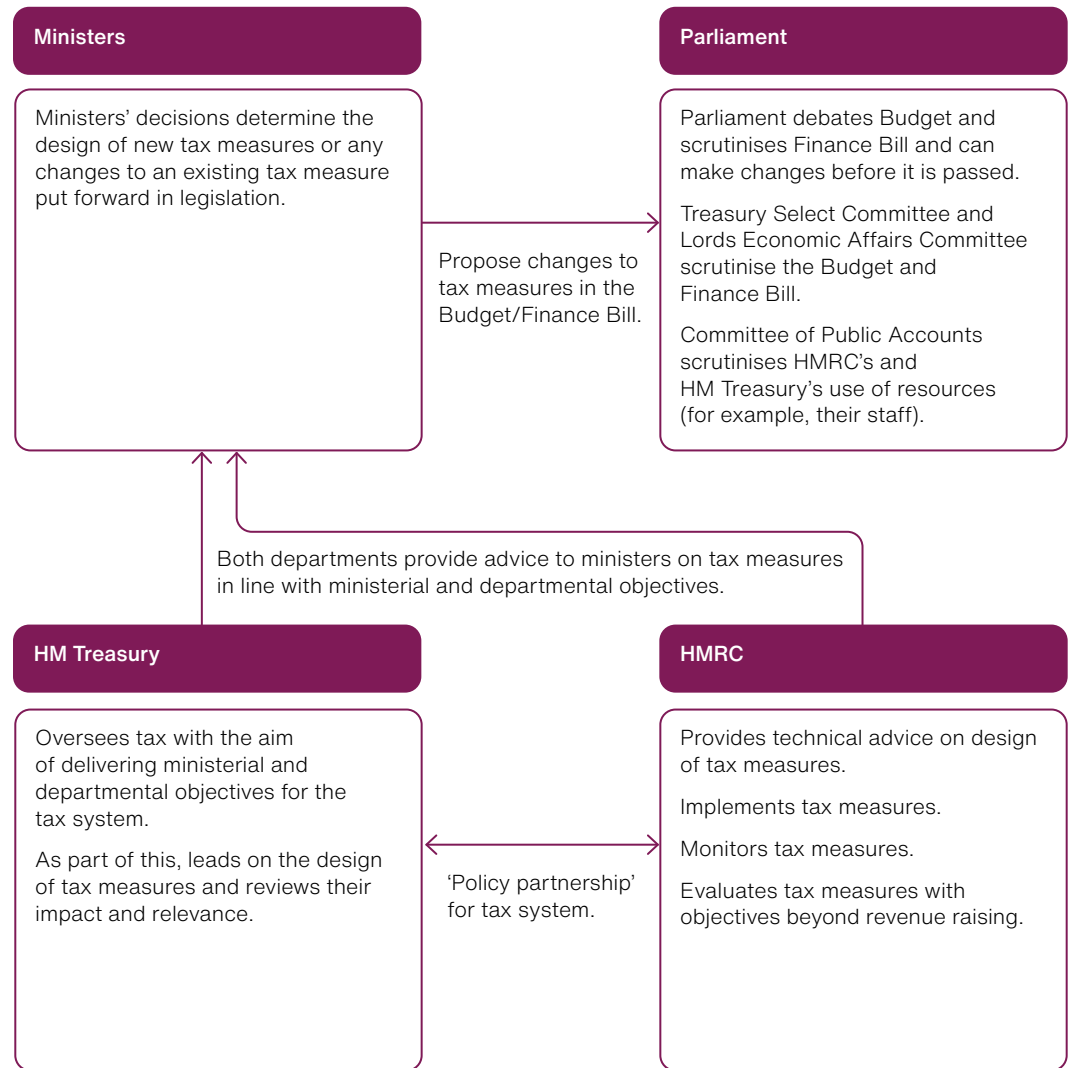 Ministers
Ministers’ decisions determine the
design of new tax measures or any
changes to an existing tax measure
put forward in legislation.
Propose changes to
tax measures in the
Budget/Finance Bill.
Parliament
Parliament debates Budget and
scrutinises Finance Bill and can
make changes before it is passed.
Treasury Select Committee and
Lords Economic Affairs Committee
scrutinise the Budget and
Finance Bill.
Committee of Public Accounts
scrutinises HMRC’s and
HM Treasury’s use of resources
(for example, their staff).
Both departments provide advice to ministers on tax measures
in line with ministerial and departmental objectives.
HM Treasury
Oversees tax with the aim
of delivering ministerial and
departmental objectives for the
tax system.
As part of this, leads on the design
of tax measures and reviews their
impact and relevance.
‘Policy partnership’
for tax system.
HMRC
Provides technical advice on design
of tax measures.
Implements tax measures.
Monitors tax measures.
Evaluates tax measures with
objectives beyond revenue raising.